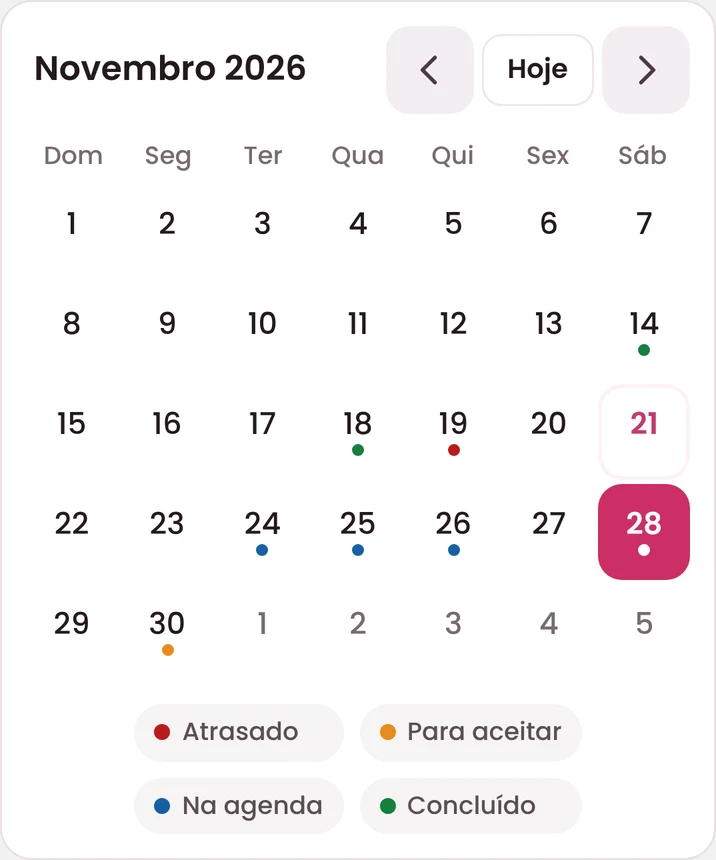 Novembro 2026 Hoje
Dom Seg Ter Qua Qui Sex Sáb
1 2 3 4 5 6 7
8 9 10 11 12 13 14
15 16 17 18 19 20 21
22 23 24 25 26 27 28
29 30 1 2 3 4 5
Atrasado Para aceitar
Na agenda Concluído